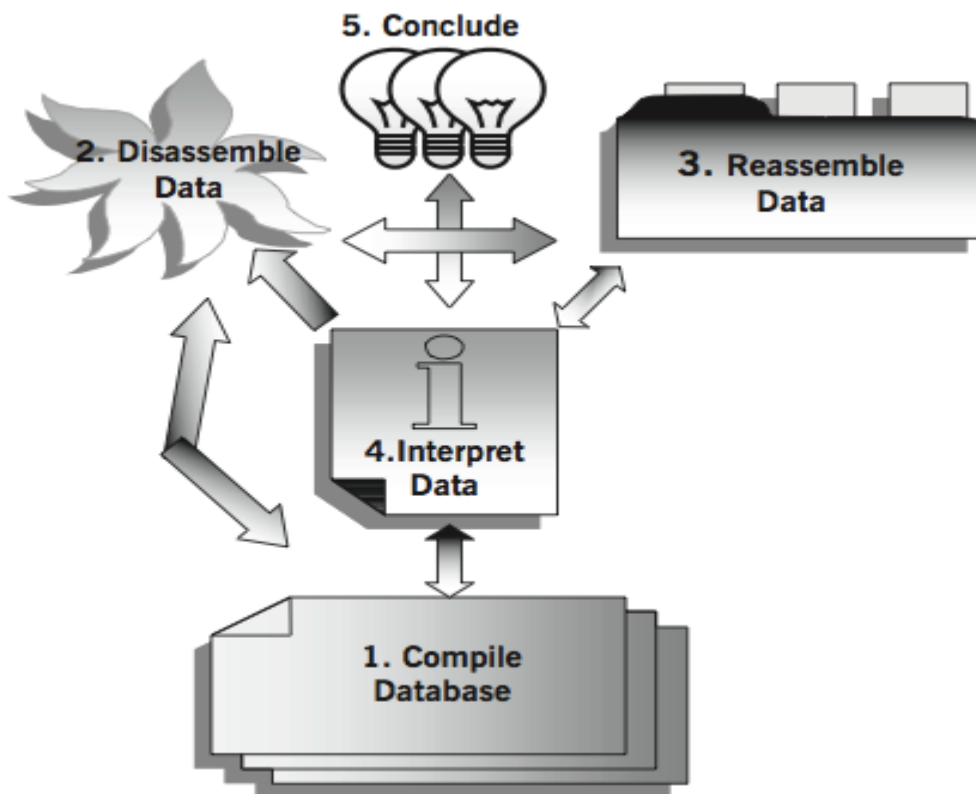 5. Conclude
2. Disassemble
Data
3. Reassemble
Data
4.Interpret
Data
1. Compile
Database